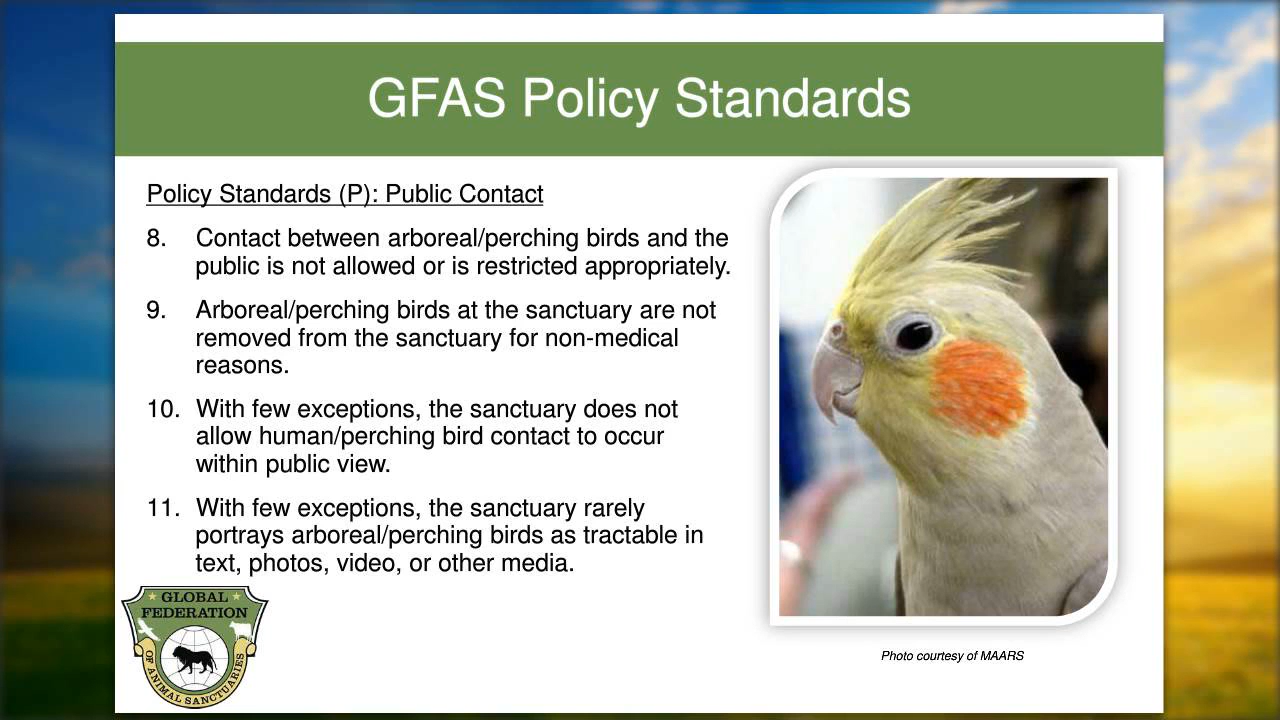 GFAS Policy Standards
Policy Standards (P): Public Contact
8. Contact between arboreal/perching birds and the
public is not allowed or is restricted appropriately.
9. Arboreal/perching birds at the sanctuary are not
removed from the sanctuary for non-medical
reasons.
10. With few exceptions, the sanctuary does not
allow human/perching bird contact to occur
within public view.
11. With few exceptions, the sanctuary rarely
portrays arboreal/perching birds as tractable in
text, photos, video, or other media.
GLOBAL
FEDERATION
OF ANIMAL SANCTUARIES
Photo courtesy of MAARS